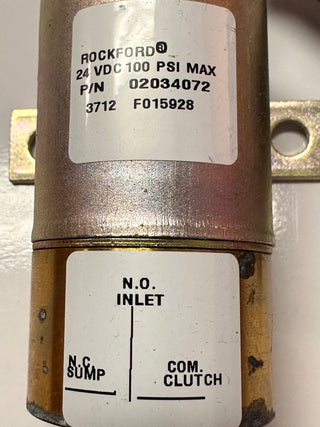 ROCKFORD
24 VDC 100 PSI MAX
P/N 02034072
3712 F015928
N.O.
INLET
N.C.
SUMP
COM.
CLUTCH